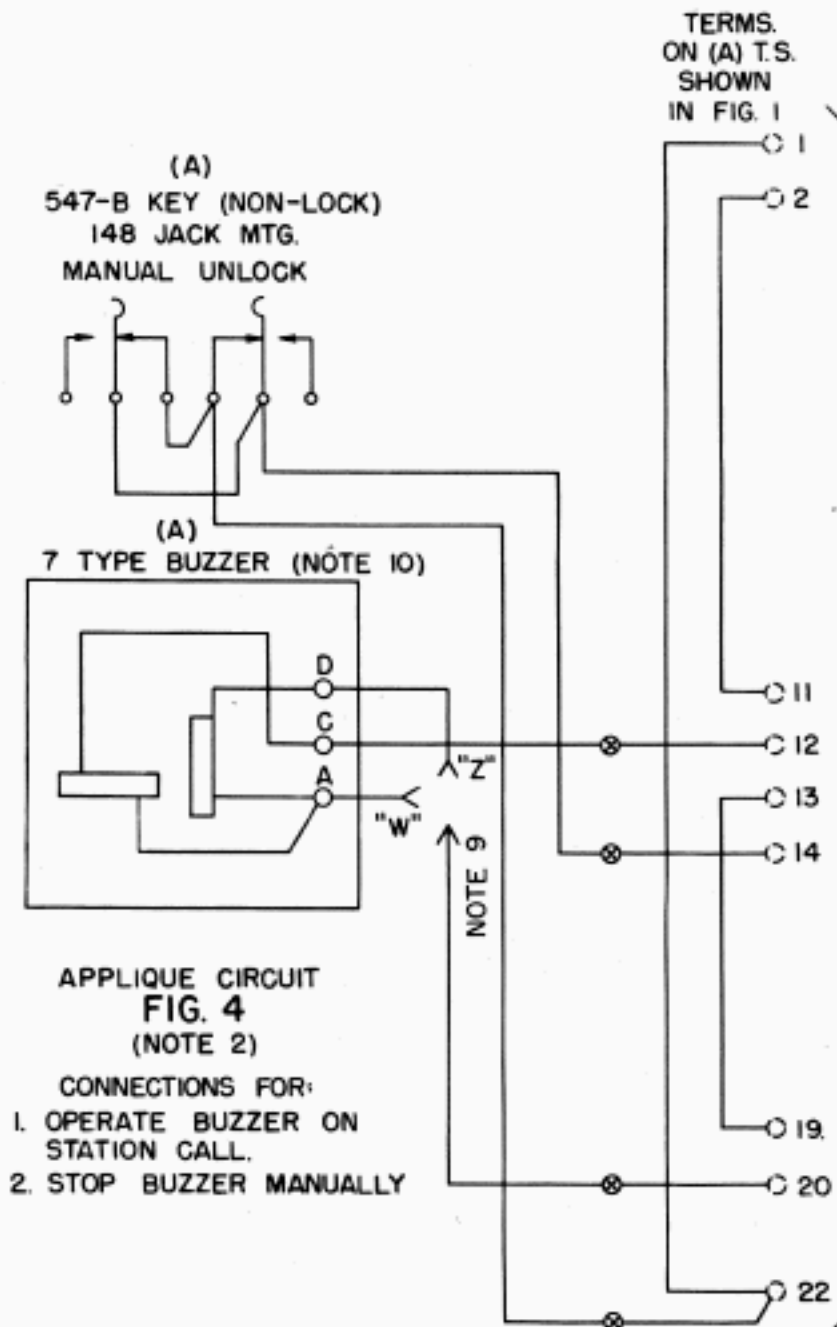 TERMS.
ON (A) T.S.
SHOWN
IN FIG. 1
1
2
(A)
547-B KEY (NON-LOCK)
148 JACK MTG.
MANUAL UNLOCK
(A)
7 TYPE BUZZER (NOTE 10)
D
C
A
"Z"
"W"
NOTE 9
11
12
13
14
APPLIQUE CIRCUIT
FIG. 4
(NOTE 2)
CONNECTIONS FOR:
1. OPERATE BUZZER ON
STATION CALL.
2. STOP BUZZER MANUALLY
19.
20
22